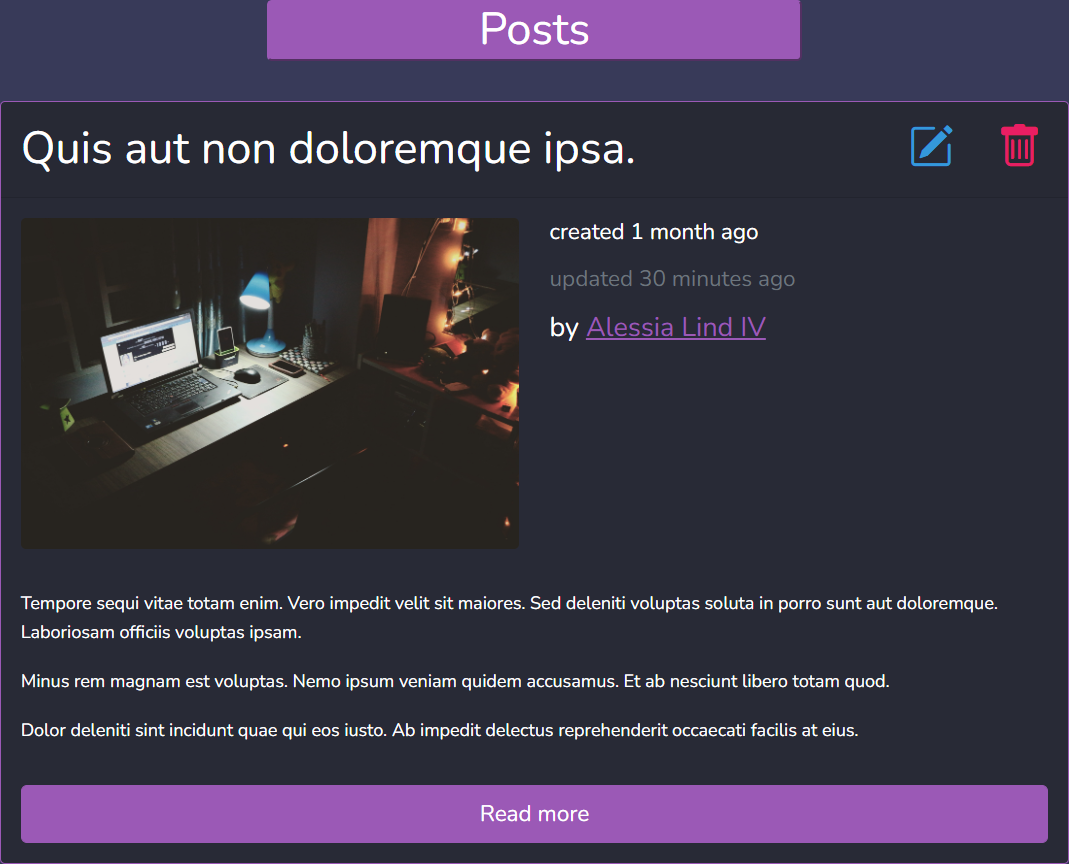 Posts
Quis aut non doloremque ipsa.
created 1 month ago
updated 30 minutes ago
by Alessia Lind IV
Tempore sequi vitae totam enim. Vero impedit velit sit maiores. Sed deleniti voluptas soluta in porro sunt aut doloremque.
Laboriosam officiis voluptas ipsam.
Minus rem magnam est voluptas. Nemo ipsum veniam quidem accusamus. Et ab nesciunt libero totam quod.
Dolor deleniti sint incidunt quae qui eos iusto. Ab impedit delectus reprehenderit occaecati facilis at eius.
Read more